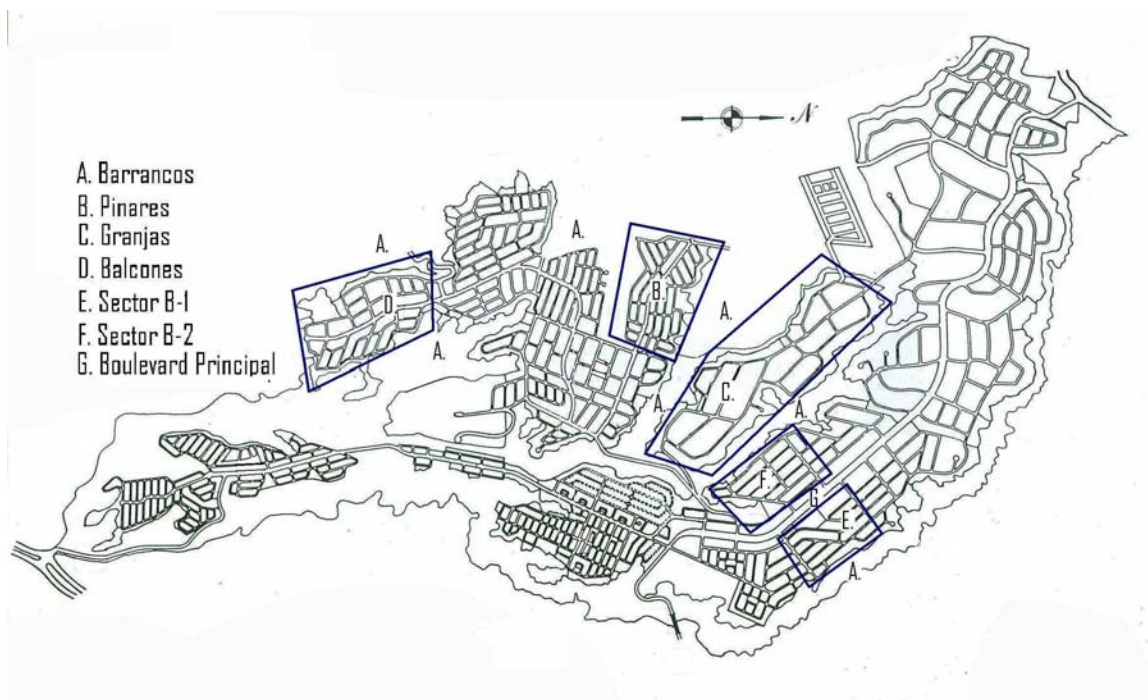 N
A. Barrancos
B. Pinares
C. Granjas
D. Balcones
E. Sector B-1
F. Sector B-2
G. Boulevard Principal
A.
A.
B.
D.
A.
A.
C.
A.
A.
F.
G
E.
A.